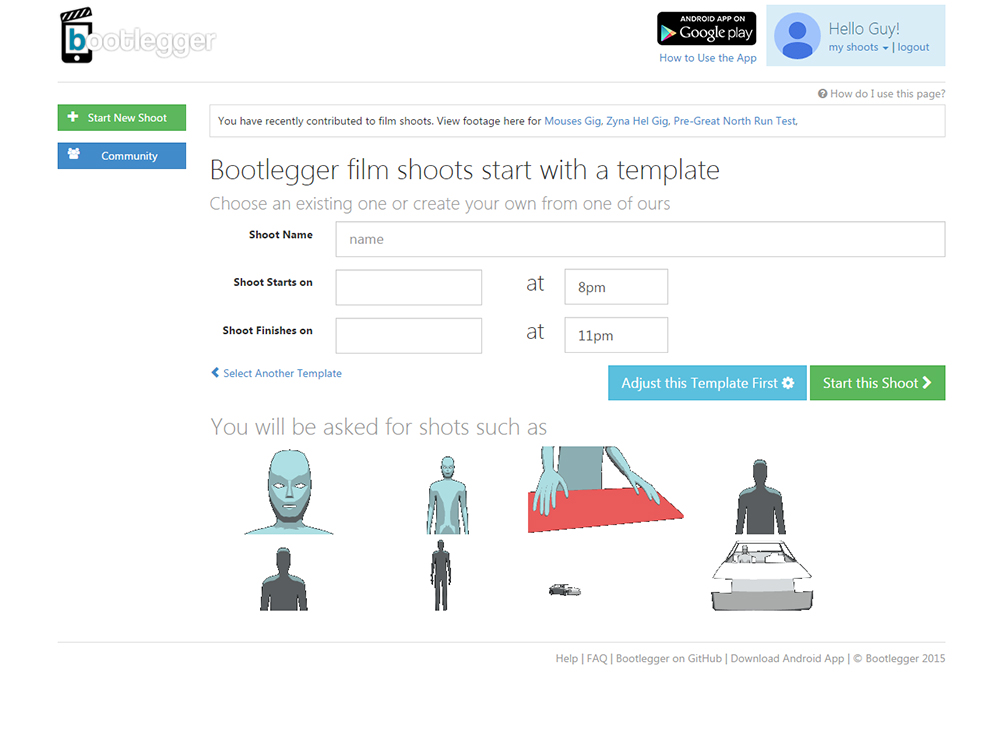 bootlegger
ANDROID APP ON
Google play
How to Use the App
Hello Guy!
my shoots | logout
How do I use this page?
Start New Shoot
Community
You have recently contributed to film shoots. View footage here for Mouses Gig, Zyna Hel Gig, Pre-Great North Run Test.
Bootlegger film shoots start with a template
Choose an existing one or create your own from one of ours
Shoot Name name
Shoot Starts on at 8pm
Shoot Finishes on at 11pm
Select Another Template
Adjust this Template First
Start this Shoot
You will be asked for shots such as
Help | FAQ | Bootlegger on GitHub | Download Android App | © Bootlegger 2015